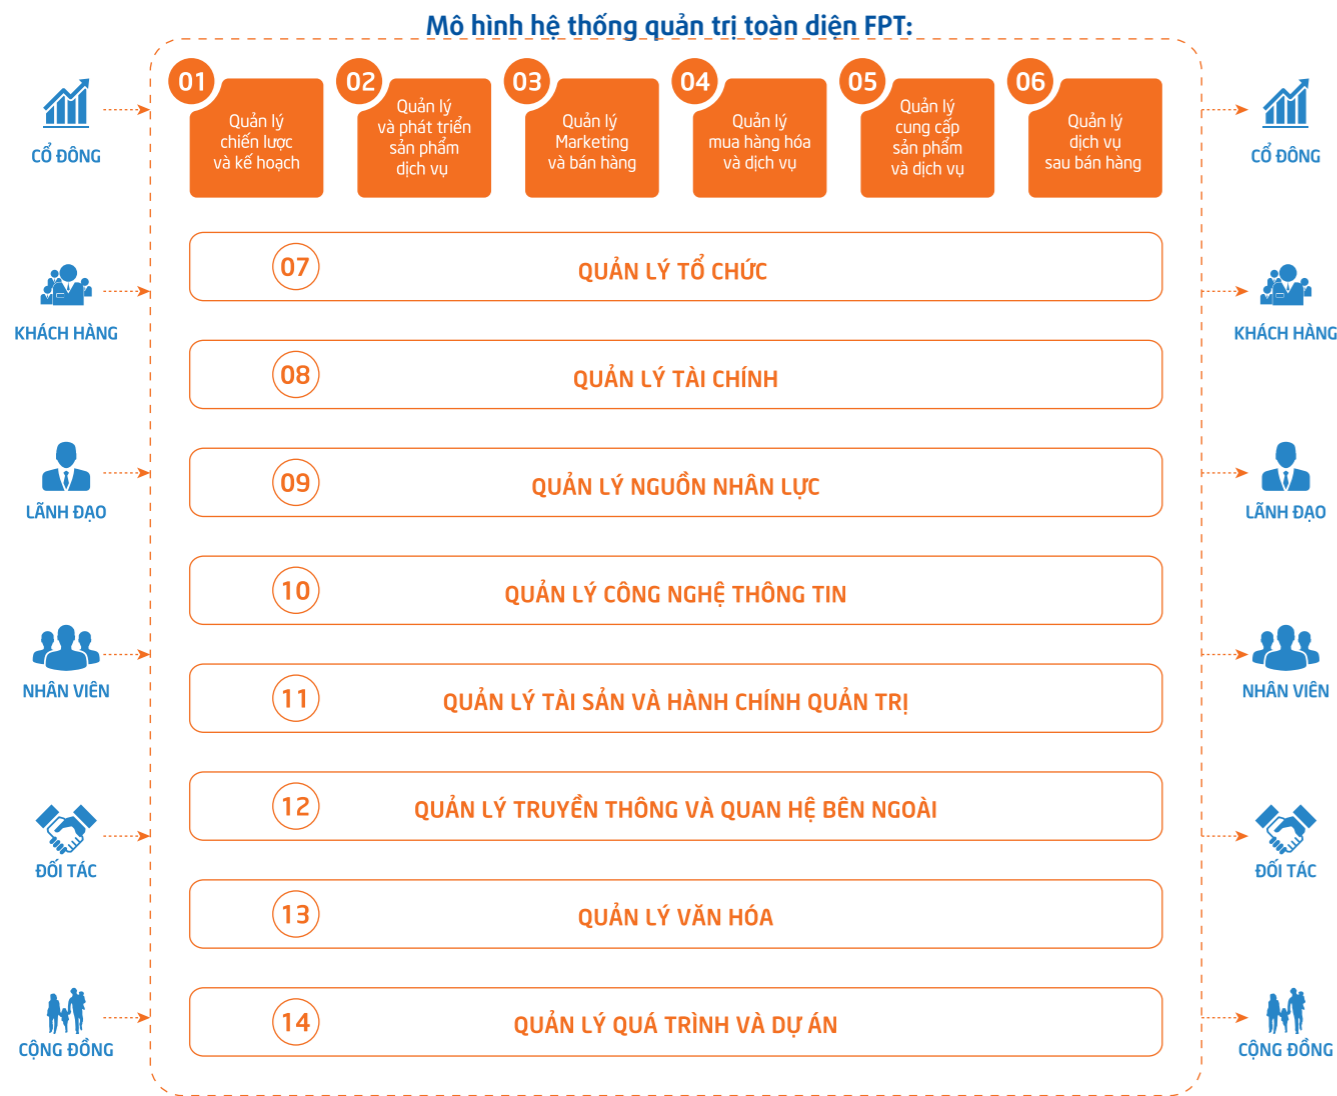 Mô hình hệ thống quản trị toàn diện FPT:
01
Quản lý
chiến lược
và kế hoạch
02
Quản lý
và phát triển
sản phẩm
dịch vụ
03
Quản lý
Marketing
và bán hàng
04
Quản lý
mua hàng hóa
và dịch vụ
05
Quản lý
cung cấp
sản phẩm
và dịch vụ
06
Quản lý
dịch vụ
sau bán hàng
CỔ ĐÔNG
KHÁCH HÀNG
LÃNH ĐẠO
NHÂN VIÊN
ĐỐI TÁC
CỘNG ĐỒNG
07
QUẢN LÝ TỔ CHỨC
08
QUẢN LÝ TÀI CHÍNH
09
QUẢN LÝ NGUỒN NHÂN LỰC
10
QUẢN LÝ CÔNG NGHỆ THÔNG TIN
11
QUẢN LÝ TÀI SẢN VÀ HÀNH CHÍNH QUẢN TRỊ
12
QUẢN LÝ TRUYỀN THÔNG VÀ QUAN HỆ BÊN NGOÀI
13
QUẢN LÝ VĂN HÓA
14
QUẢN LÝ QUÁ TRÌNH VÀ DỰ ÁN
CỔ ĐÔNG
KHÁCH HÀNG
LÃNH ĐẠO
NHÂN VIÊN
ĐỐI TÁC
CỘNG ĐỒNG